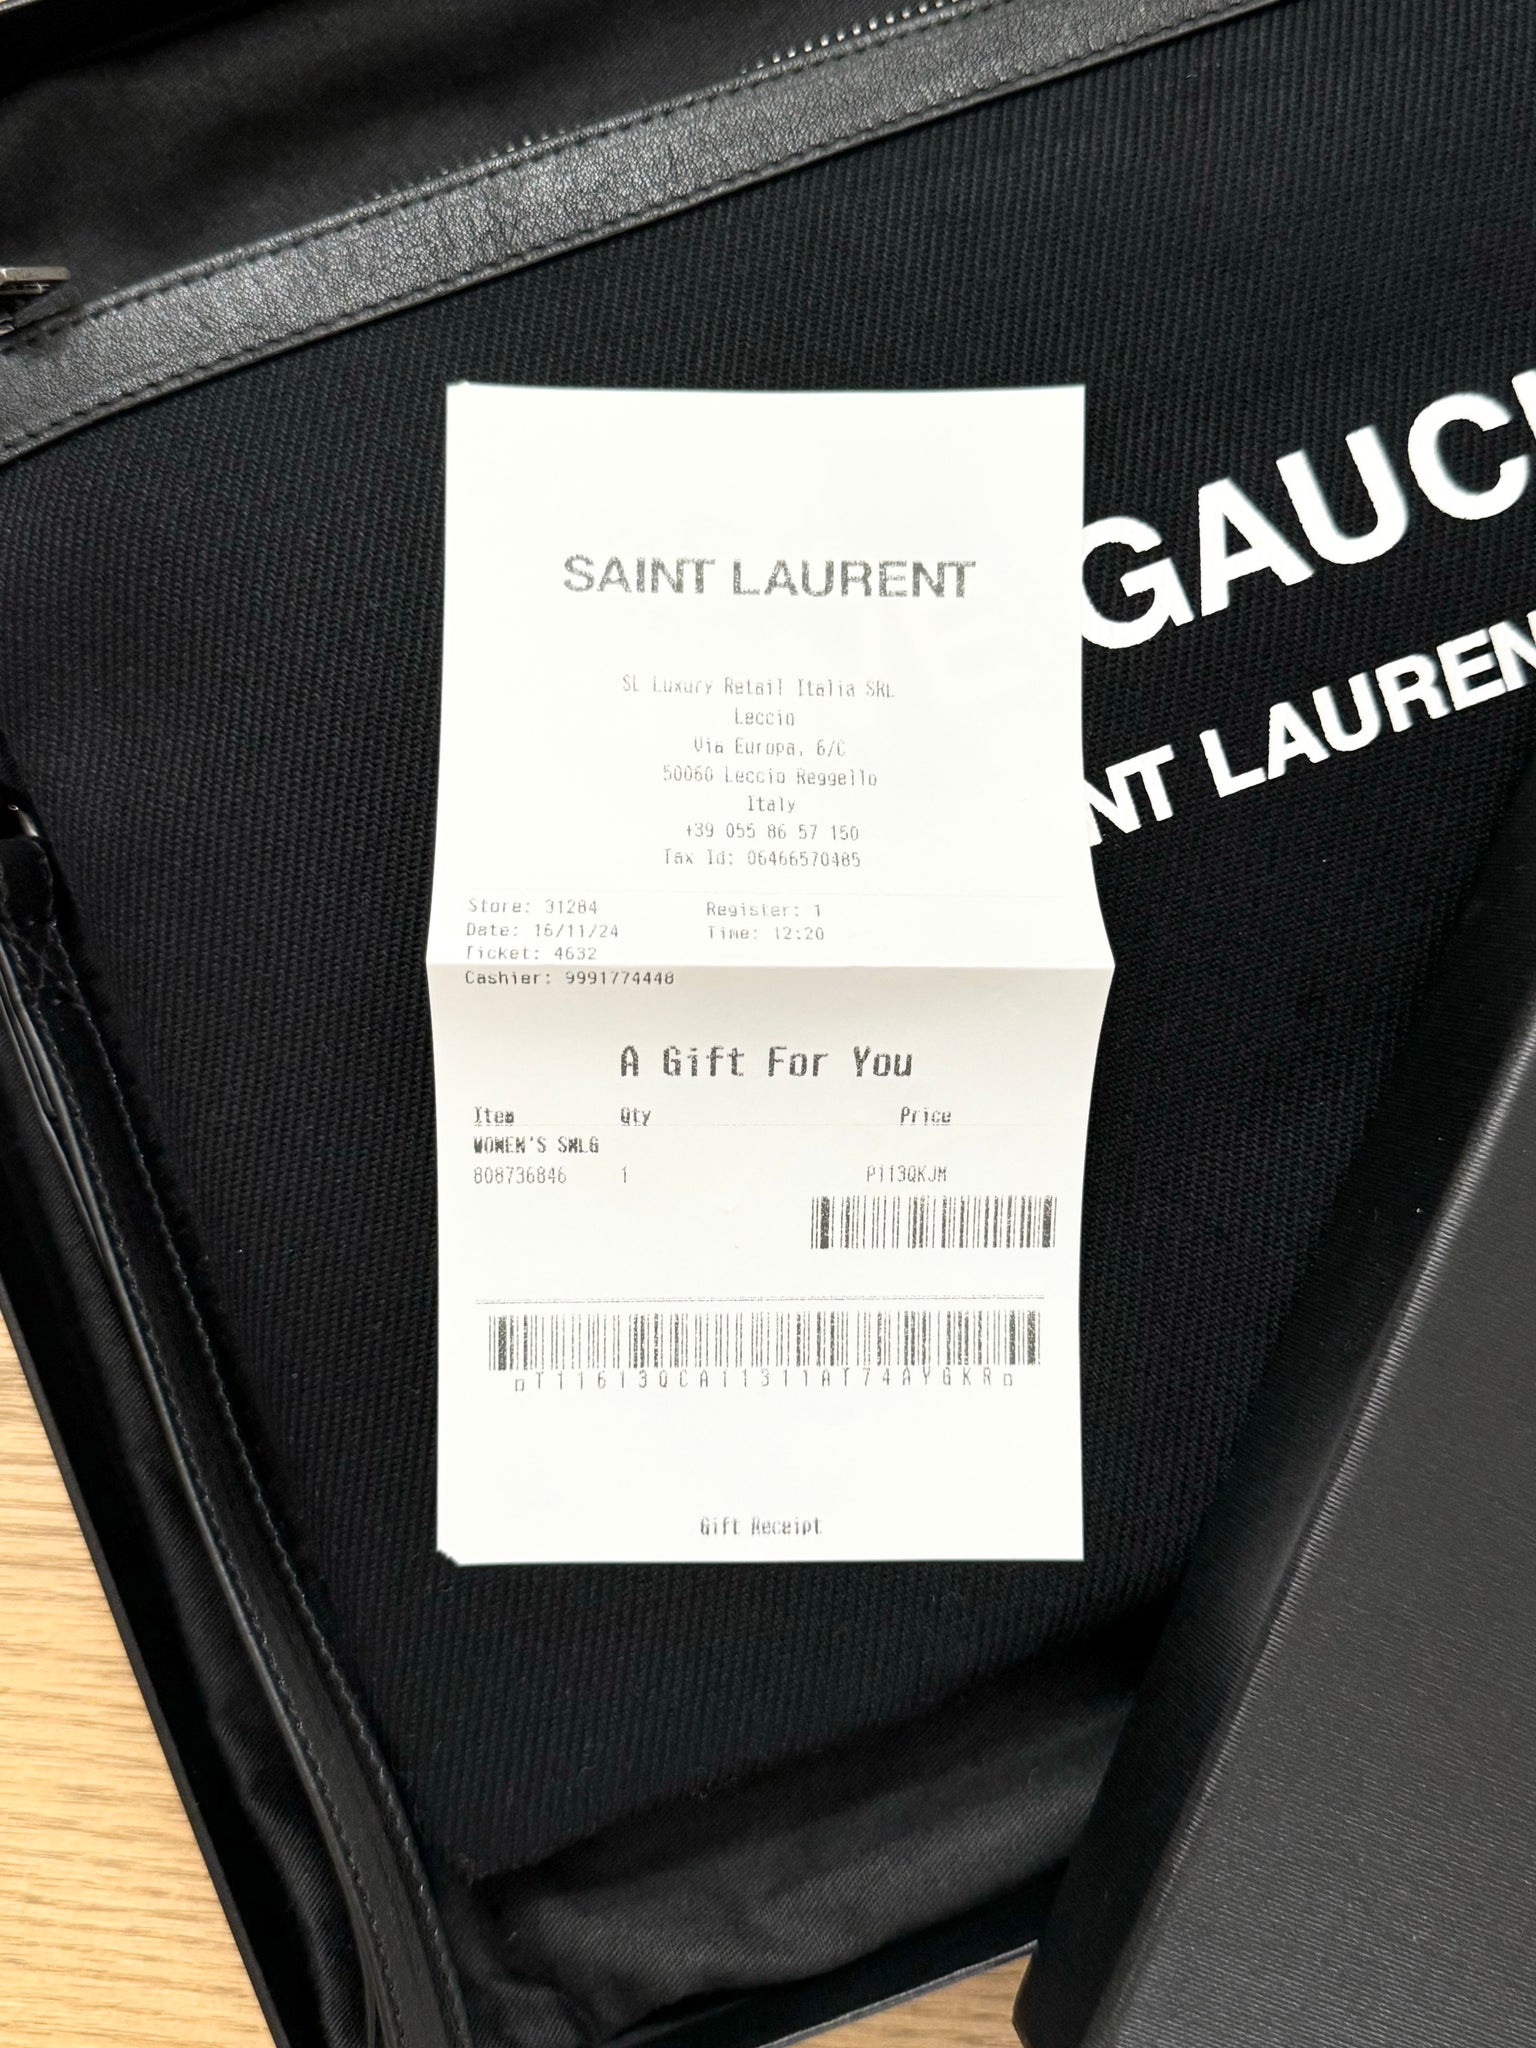 GAUC
NT LAUREN
SAINT LAURENT
SL Luxury Retail Italia SRL
Leccio
Via Europa, 6/C
50060 Leccio Reggello
Italy
+39 055 86 57 150
Tax Id: 06466570485
Store: 31284 Register: 1
Date: 16/11/24 Time: 12:20
Ticket: 4632
Cashier: 9991774448
A Gift For You
Item Qty Price
WOMEN'S SMLG
808736846 1 P113QKJM
nT11613QCA11311AT74AYGKRn
Gift Receipt